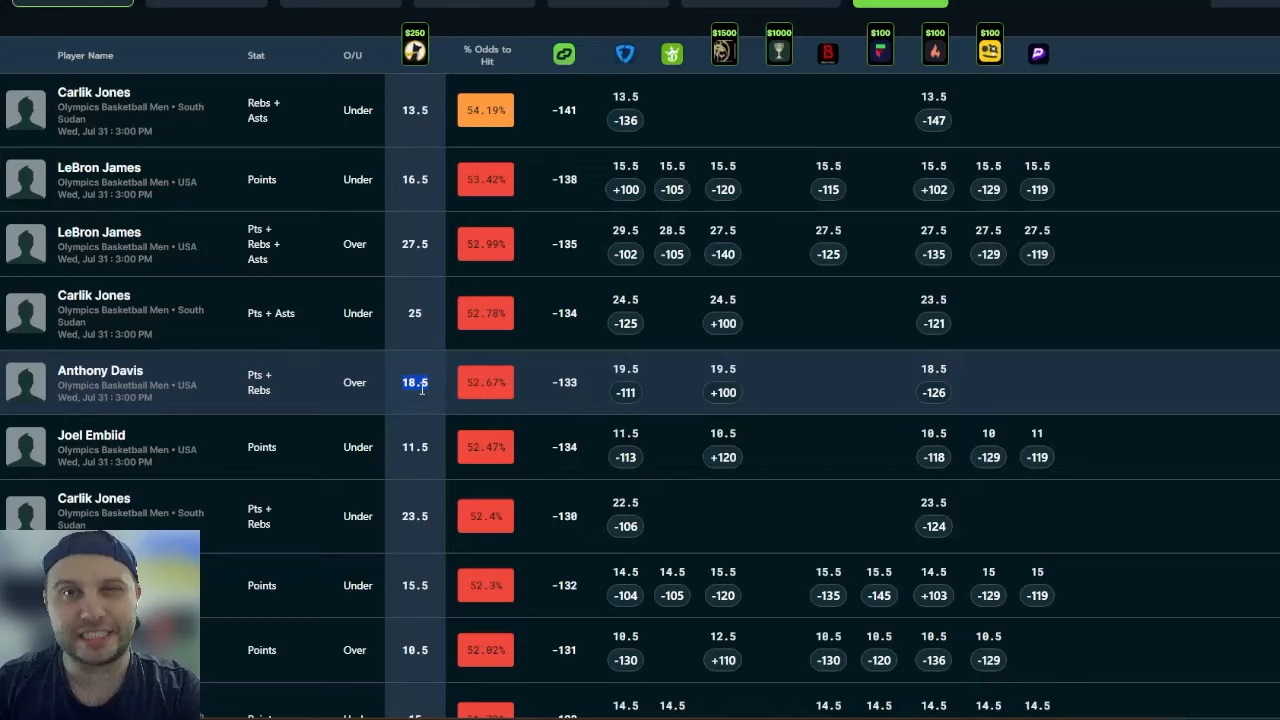 $250 $1500 $1000 $100 $100 $100
Player Name Stat O/U % Odds to Hit
Carlik Jones
Olympics Basketball Men • South Sudan
Wed, Jul 31 : 3:00 PM
Rebs + Asts Under 13.5 54.19% -141 13.5 -136 13.5 -147
LeBron James
Olympics Basketball Men • USA
Wed, Jul 31 : 3:00 PM
Points Under 16.5 53.42% -138 15.5 +100 15.5 -105 15.5 -120 15.5 -115 15.5 +102 15.5 -129 15.5 -119
LeBron James
Olympics Basketball Men • USA
Wed, Jul 31 : 3:00 PM
Pts + Rebs + Asts Over 27.5 52.99% -135 29.5 -102 28.5 -105 27.5 -140 27.5 -125 27.5 -135 27.5 -129 27.5 -119
Carlik Jones
Olympics Basketball Men • South Sudan
Wed, Jul 31 : 3:00 PM
Pts + Asts Under 25 52.78% -134 24.5 -125 24.5 +100 23.5 -121
Anthony Davis
Olympics Basketball Men • USA
Wed, Jul 31 : 3:00 PM
Pts + Rebs Over 18.5 52.67% -133 19.5 -111 19.5 +100 18.5 -126
Joel Embiid
Olympics Basketball Men • USA
Wed, Jul 31 : 3:00 PM
Points Under 11.5 52.47% -134 11.5 -113 10.5 +120 10.5 -118 10 -129 11 -119
Carlik Jones
Olympics Basketball Men • South Sudan
Pts + Rebs Under 23.5 52.4% -130 22.5 -106 23.5 -124
Points Under 15.5 52.3% -132 14.5 -104 14.5 -105 15.5 -120 15.5 -135 15.5 -145 14.5 +103 15 -129 15 -119
Points Over 10.5 52.02% -131 10.5 -130 12.5 +110 10.5 -130 10.5 -120 10.5 -136 10.5 -129
14.5 14.5 14.5 14.5 14.5 14.5 14.5